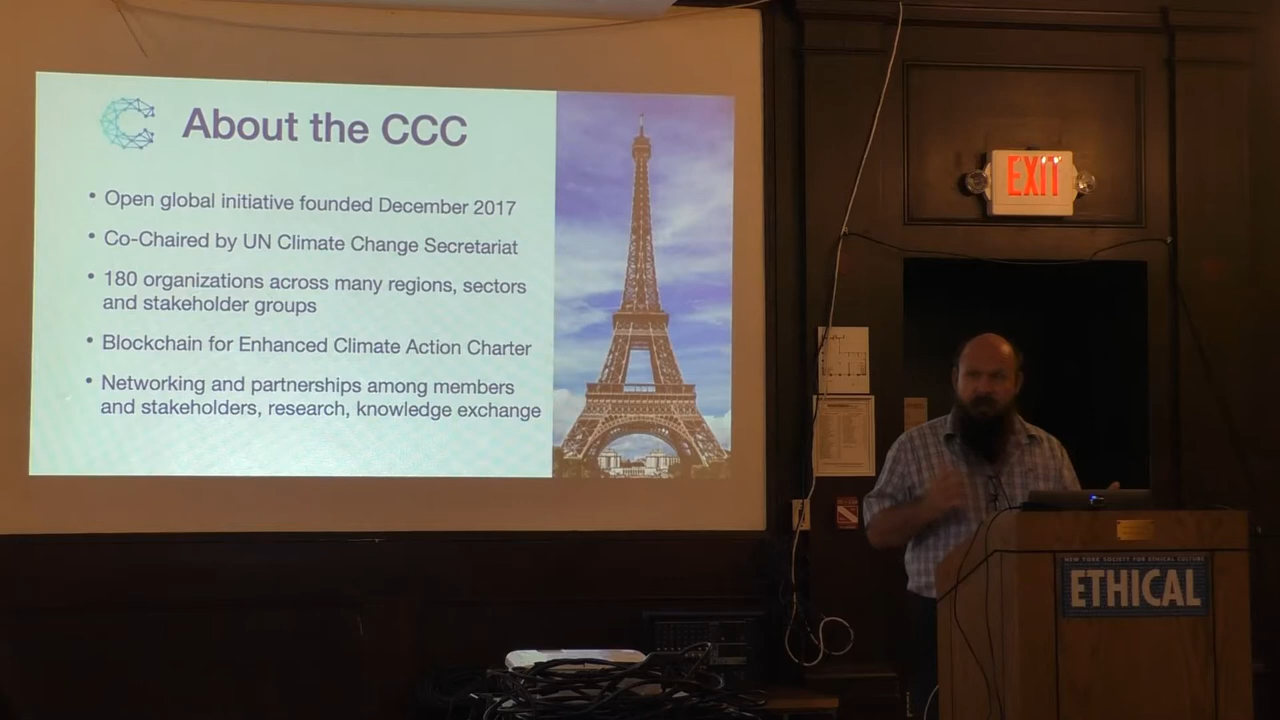 About the CCC
• Open global initiative founded December 2017
• Co-Chaired by UN Climate Change Secretariat
• 180 organizations across many regions, sectors
and stakeholder groups
• Blockchain for Enhanced Climate Action Charter
• Networking and partnerships among members
and stakeholders, research, knowledge exchange
EXIT
NEW YORK SOCIETY FOR ETHICAL CULTURE
ETHICAL